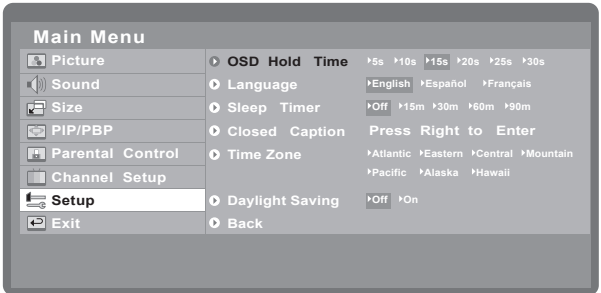 Main Menu
Picture
Sound
Size
PIP/PBP
Parental Control
Channel Setup
Setup
Exit
OSD Hold Time 5s 10s 15s 20s 25s 30s
Language English Español Français
Sleep Timer Off 15m 30m 60m 90m
Closed Caption Press Right to Enter
Time Zone Atlantic Eastern Central Mountain
Pacific Alaska Hawaii
Daylight Saving Off On
Back